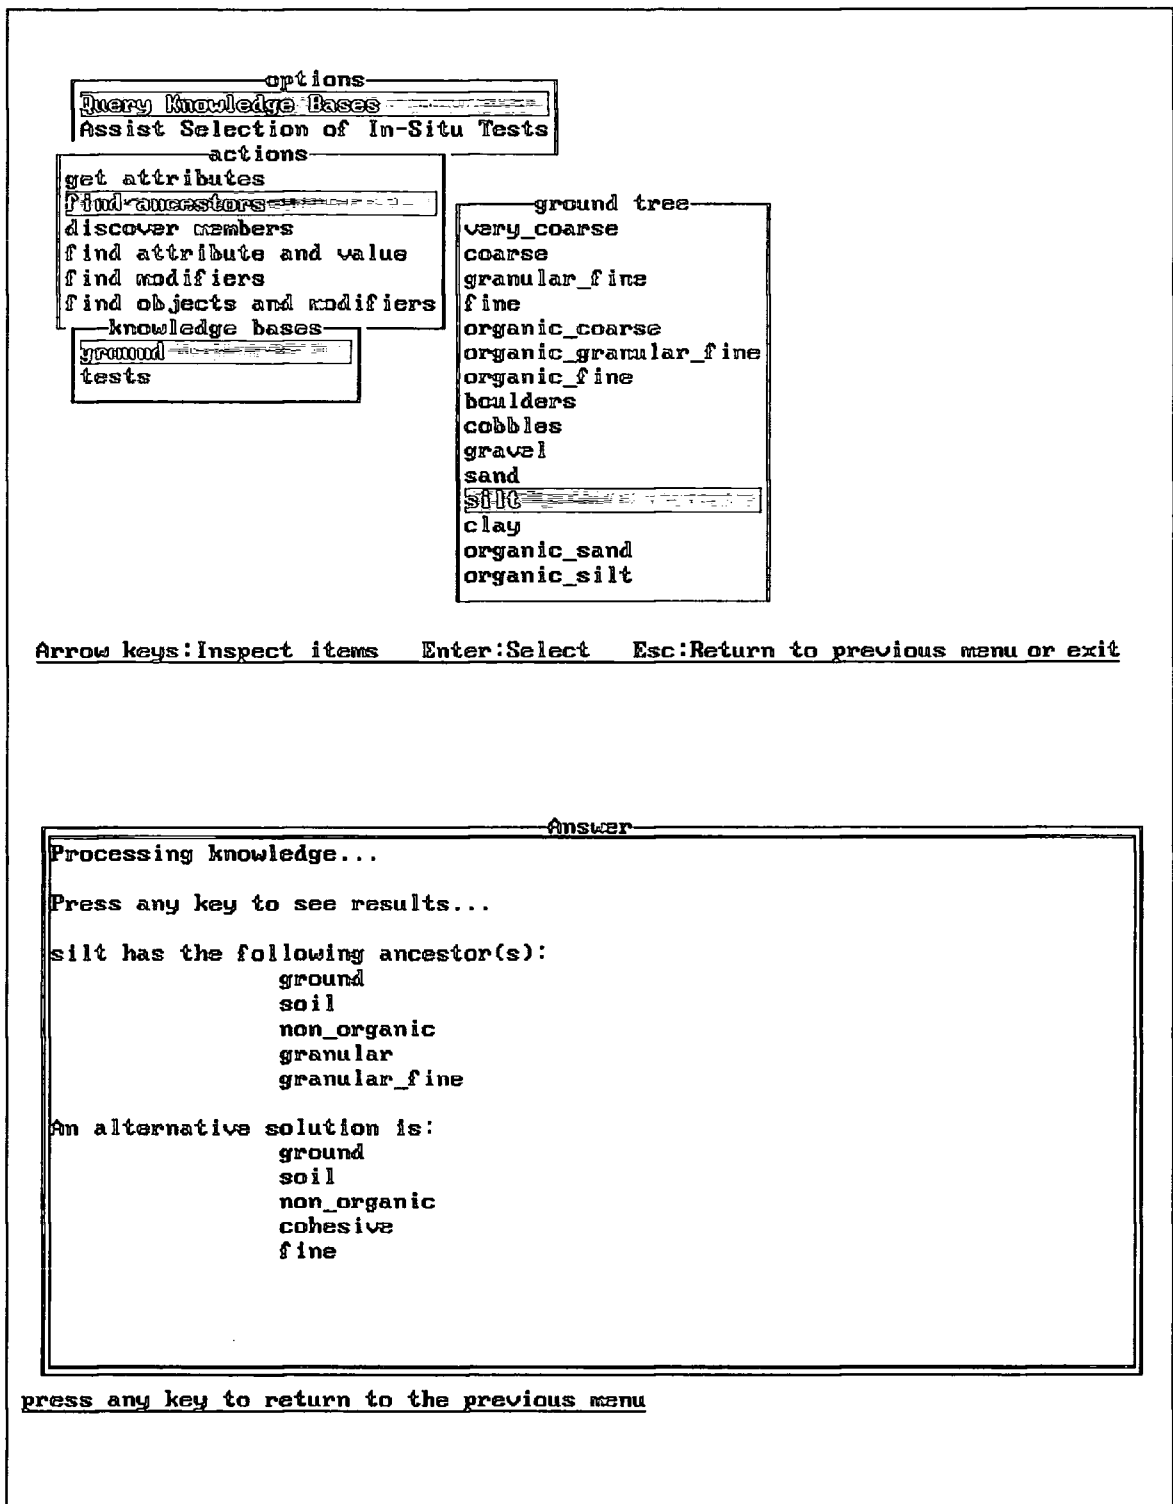 options
Query Knowledge Bases
Assist Selection of In-Situ Tests
actions
get attributes
find ancestors
discover members
find attribute and value
find modifiers
find objects and modifiers
knowledge bases
ground
tests
ground tree
very_coarse
coarse
granular_fine
fine
organic_coarse
organic_granular_fine
organic_fine
boulders
cobbles
gravel
sand
silt
clay
organic_sand
organic_silt
Arrow keys:Inspect items Enter:Select Esc:Return to previous menu or exit
Answer
Processing knowledge...
Press any key to see results...
silt has the following ancestor(s):
ground
soil
non_organic
granular
granular_fine
An alternative solution is:
ground
soil
non_organic
cohesive
fine
press any key to return to the previous menu